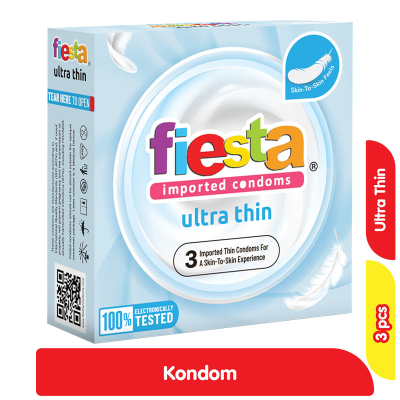 fiesta®
ultra thin
TEAR HERE TO OPEN
Skin-To-Skin Feels
fiesta®
imported condoms
ultra thin
3 Imported Thin Condoms For
A Skin-To-Skin Experience
100% ELECTRONICALLY
TESTED
Ultra Thin
3 pcs
Kondom